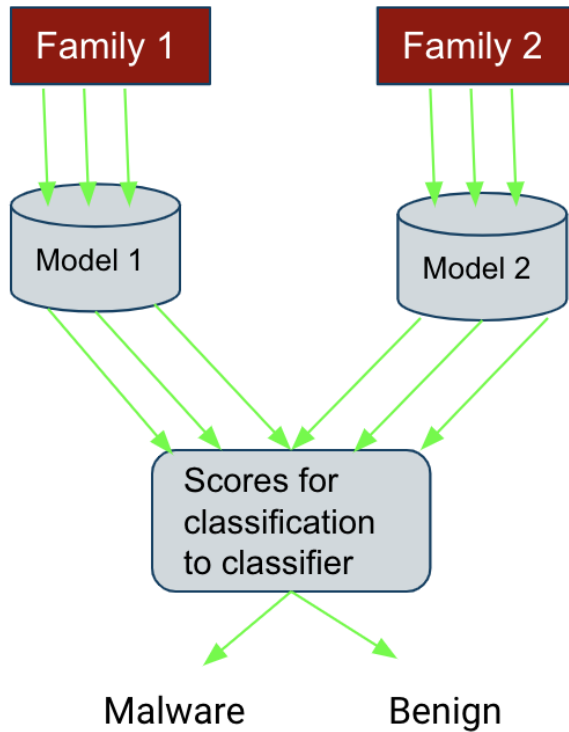 Family 1
Family 2
Model 1
Model 2
Scores for
classification
to classifier
Malware
Benign